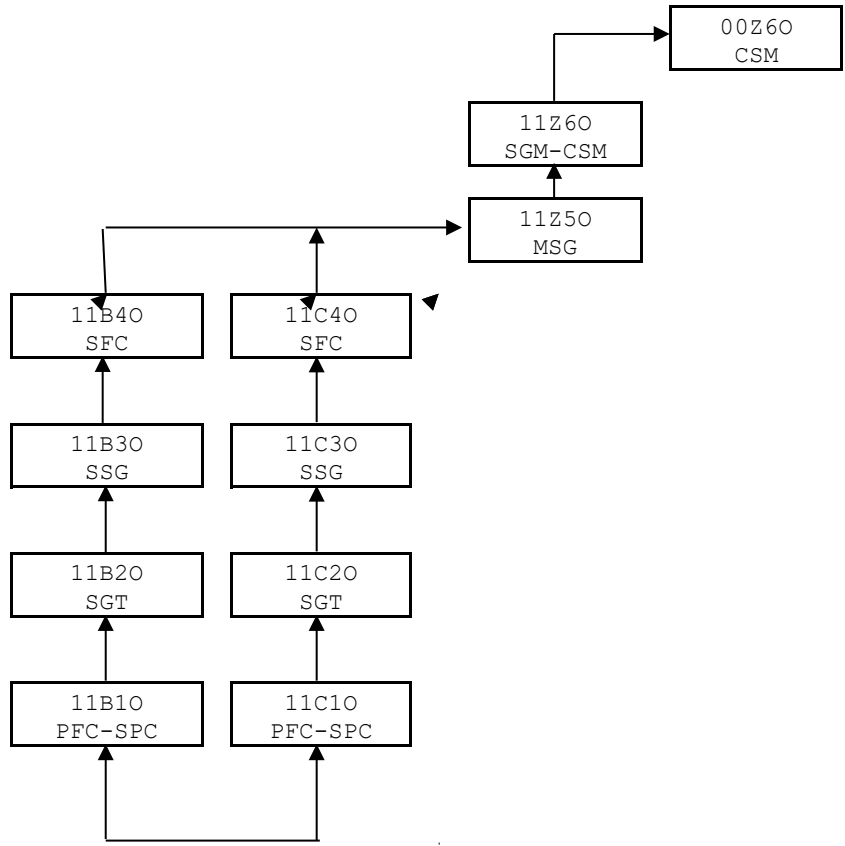 00Z6O
CSM
11Z6O
SGM-CSM
11Z5O
MSG
11B4O
SFC
11C4O
SFC
11B3O
SSG
11C3O
SSG
11B2O
SGT
11C2O
SGT
11B1O
PFC-SPC
11C1O
PFC-SPC